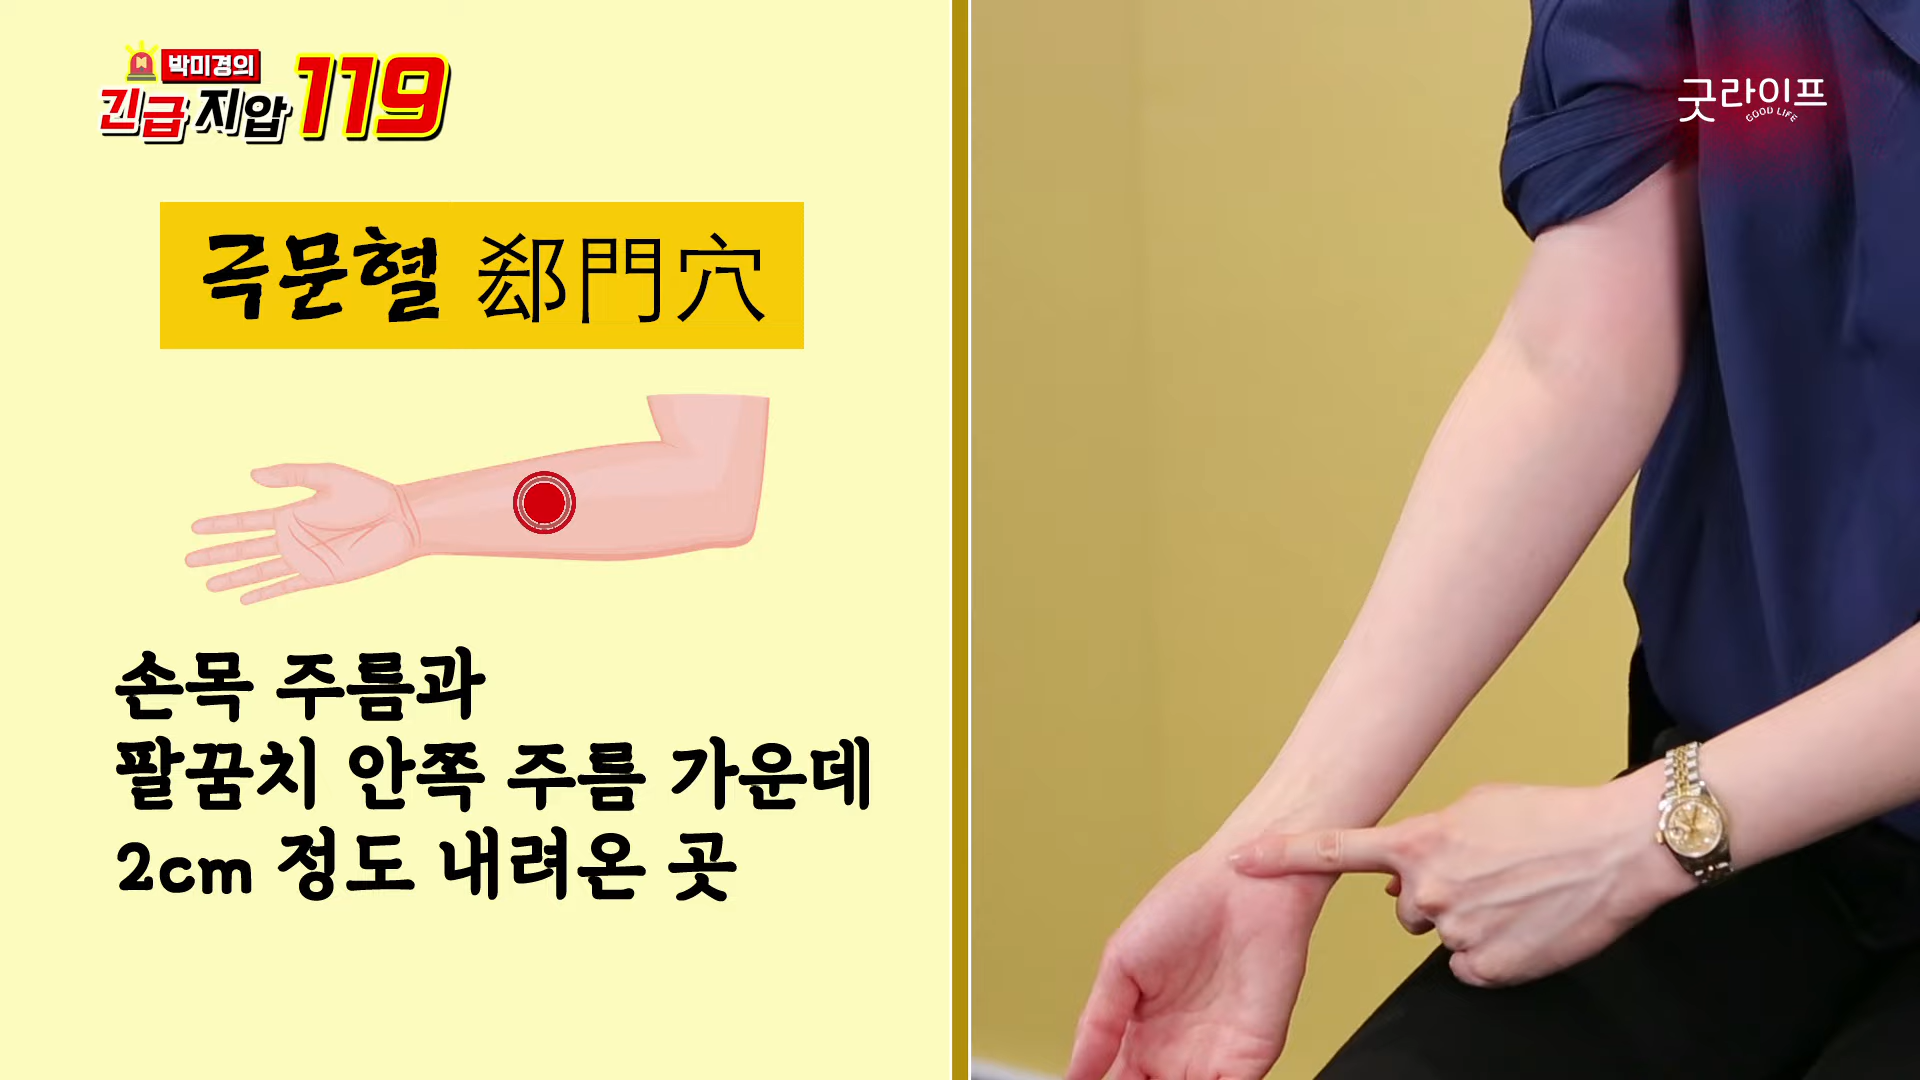 박미경의
긴급 지압 119
굿라이프
GOOD LIFE
극문혈 郄門穴
손목 주름과
팔꿈치 안쪽 주름 가운데
2cm 정도 내려온 곳